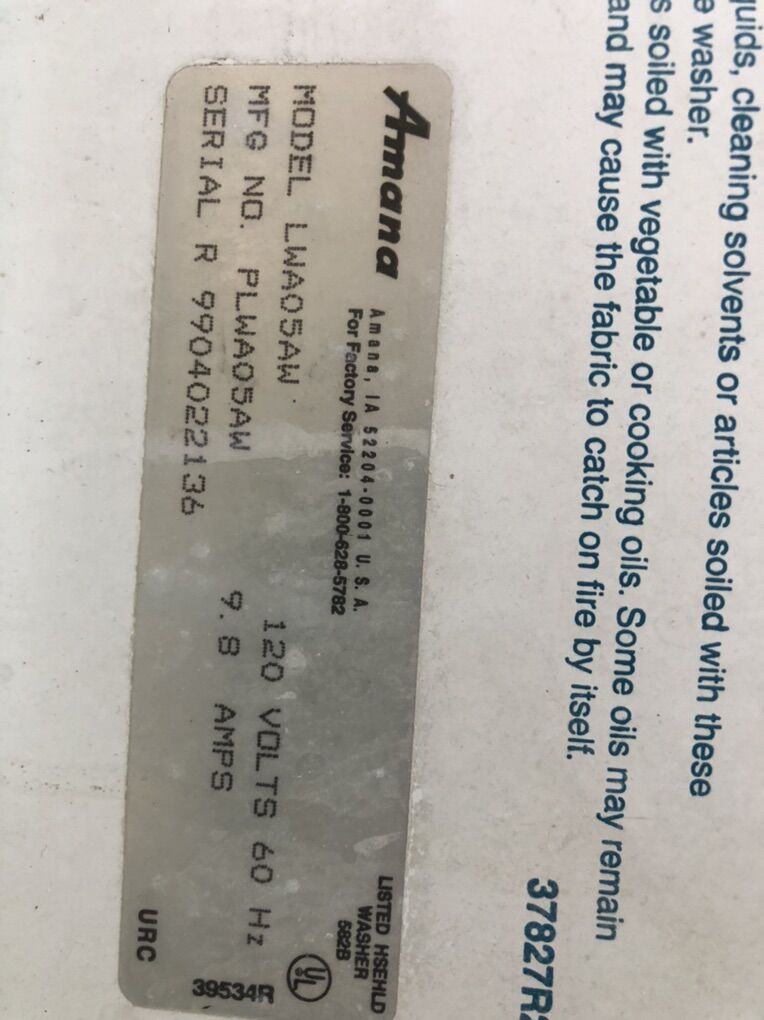 quids, cleaning solvents or articles soiled with these
e washer.
s soiled with vegetable or cooking oils. Some oils may remain
and may cause the fabric to catch on fire by itself.
37827R
Amana
Amana, IA 52204-0001 U.S.A.
For Factory Service: 1-800-628-5782
LISTED HSEHLD
WASHER
582B
UL
MODEL LWA05AW
MFG NO. PLWA05AW 120 VOLTS 60 Hz
SERIAL R 9904022136 9.8 AMPS
39534R
URC